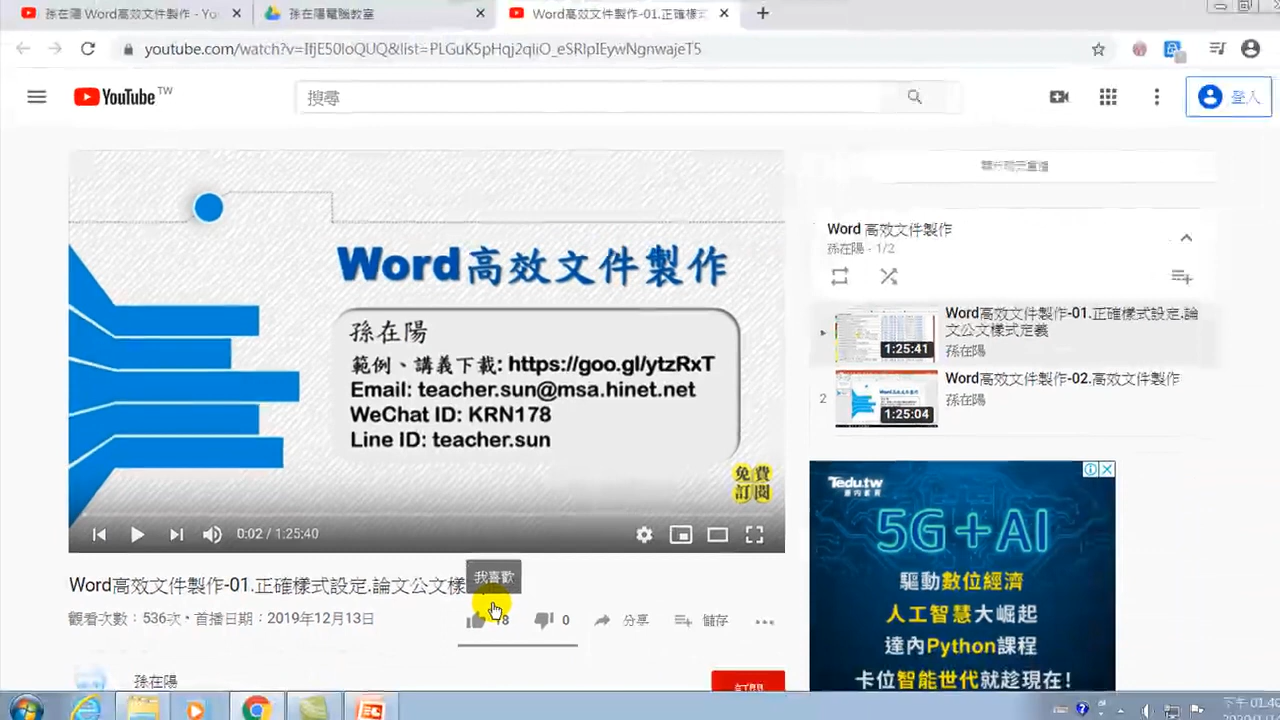 孫在陽 Word高效文件製作 - Yo
孫在陽電腦教室
Word高效文件製作-01.正確樣式
youtube.com/watch?v=IfjE50loQUQ&list=PLGuK5pHqj2qliO_eSRlpIEywNgnwajeT5
YouTube TW
搜尋
登入
Word高效文件製作
孫在陽
範例、講義下載: https://goo.gl/ytzRxT
Email: teacher.sun@msa.hinet.net
WeChat ID: KRN178
Line ID: teacher.sun
免費
訂閱
0:02 / 1:25:40
Word 高效文件製作
孫在陽 - 1/2
Word高效文件製作-01.正確樣式設定.論
文公文樣式定義
孫在陽
1:25:41
2
Word高效文件製作-02.高效文件製作
孫在陽
1:25:04
Tedu.tw
達內教育
5G+AI
驅動數位經濟
人工智慧大崛起
達內Python課程
卡位智能世代就趁現在!
我喜歡
Word高效文件製作-01.正確樣式設定.論文公文樣
觀看次數：536次 • 首播日期：2019年12月13日
18
0
分享
儲存
孫在陽
訂閱
下午 01:40